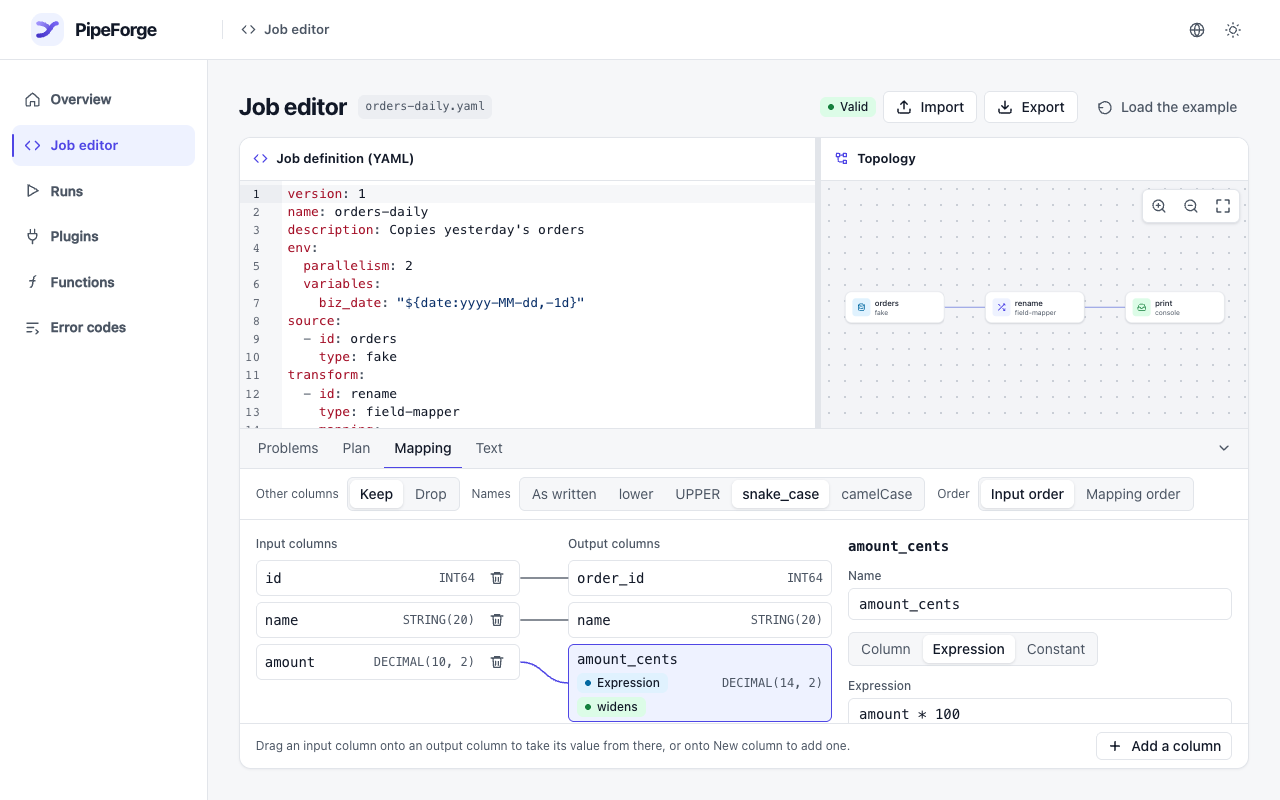 PipeForge
Job editor
Overview
Job editor
Runs
Plugins
Functions
Error codes
Job editor
orders-daily.yaml
Valid
Import
Export
Load the example
Job definition (YAML)
1 version: 1
2 name: orders-daily
3 description: Copies yesterday's orders
4 env:
5 parallelism: 2
6 variables:
7 biz_date: "${date:yyyy-MM-dd,-1d}"
8 source:
9 - id: orders
10 type: fake
11 transform:
12 - id: rename
13 type: field-mapper
Topology
orders
fake
rename
field-mapper
print
console
Problems
Plan
Mapping
Text
Other columns
Keep
Drop
Names
As written
lower
UPPER
snake_case
camelCase
Order
Input order
Mapping order
Input columns
id INT64
name STRING(20)
amount DECIMAL(10, 2)
Output columns
order_id INT64
name STRING(20)
amount_cents
Expression DECIMAL(14, 2)
widens
amount_cents
Name
amount_cents
Column
Expression
Constant
Expression
amount * 100
Drag an input column onto an output column to take its value from there, or onto New column to add one.
Add a column